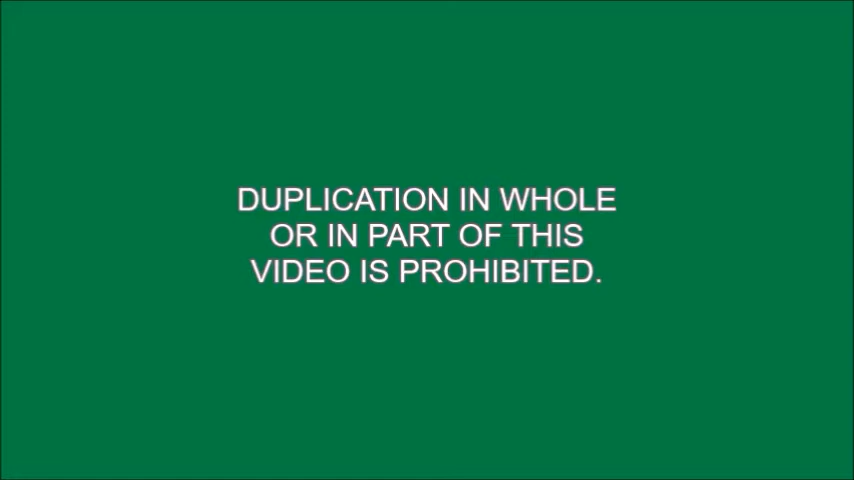 DUPLICATION IN WHOLE
OR IN PART OF THIS
VIDEO IS PROHIBITED.